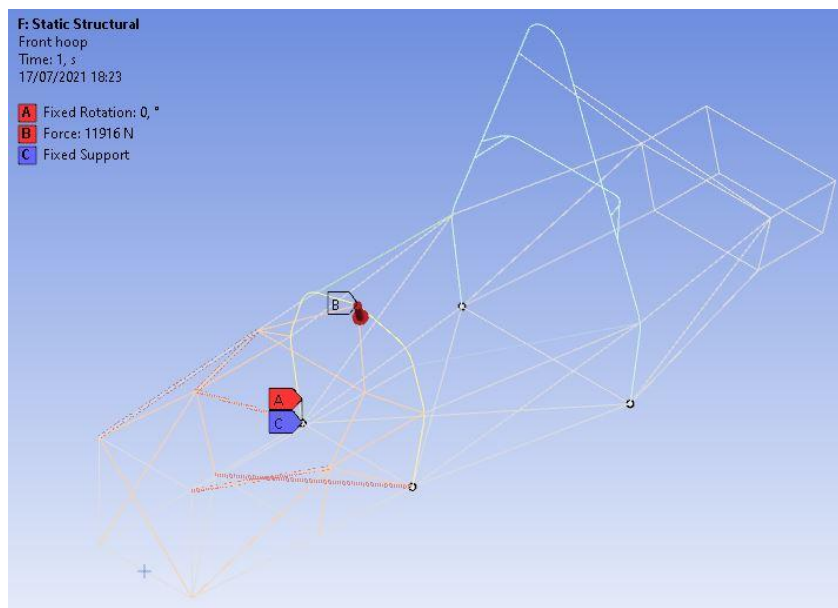 F: Static Structural
Front hoop
Time: 1, s
17/07/2021 18:23
A Fixed Rotation: 0, °
B Force: 11916 N
C Fixed Support
B
A
C